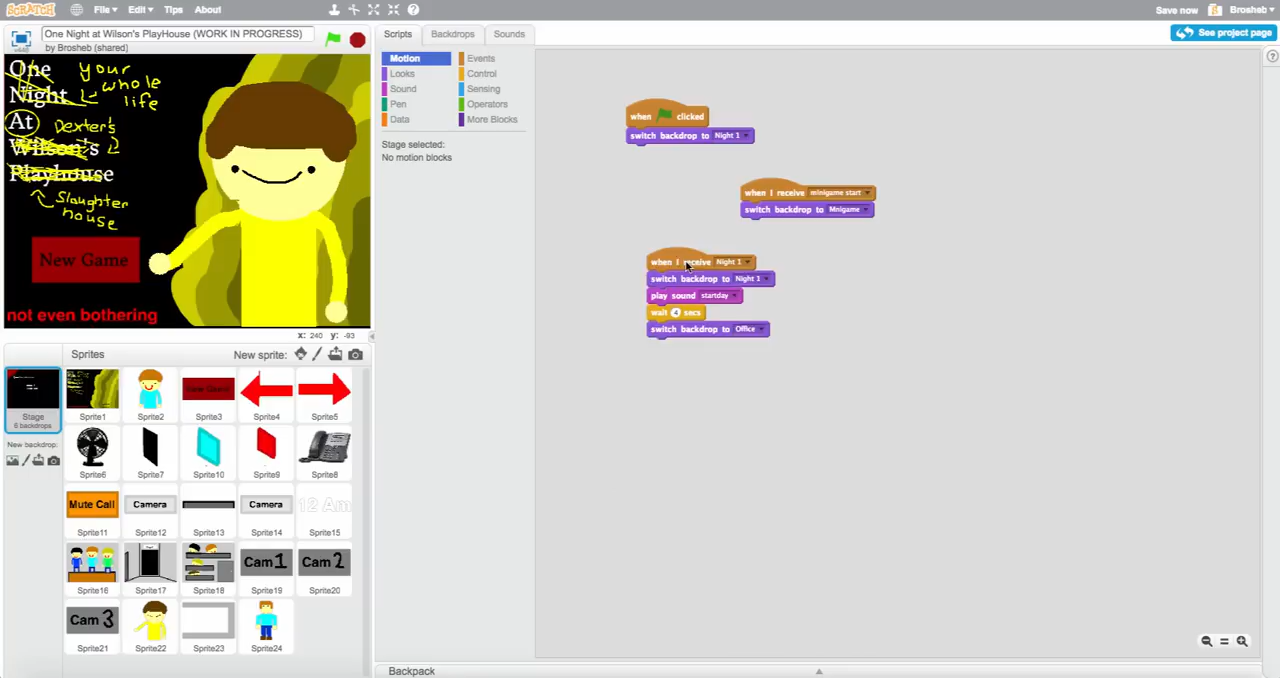 SCRATCH File Edit Tips About Save now Brosheb
One Night at Wilson's PlayHouse (WORK IN PROGRESS)
by Brosheb (shared)
v446
Scripts Backdrops Sounds
See project page
Motion Events
Looks Control
Sound Sensing
Pen Operators
Data More Blocks
Stage selected:
No motion blocks
One your
Night whole
life
At Dexter's
Wilson's
Playhouse
Slaughter
house
New Game
not even bothering
x: 240 y: -93
when clicked
switch backdrop to Night 1
when I receive minigame start
switch backdrop to Minigame
when I receive Night 1
switch backdrop to Night 1
play sound startday
wait 4 secs
switch backdrop to Office
Sprites New sprite:
Stage
6 backdrops
New backdrop:
New Game
Sprite1 Sprite2 Sprite3 Sprite4 Sprite5
Sprite6 Sprite7 Sprite10 Sprite9 Sprite8
Mute Call Camera Camera 12 Am
Sprite11 Sprite12 Sprite13 Sprite14 Sprite15
Cam 1 Cam 2
Sprite16 Sprite17 Sprite18 Sprite19 Sprite20
Cam 3
Sprite21 Sprite22 Sprite23 Sprite24
Backpack